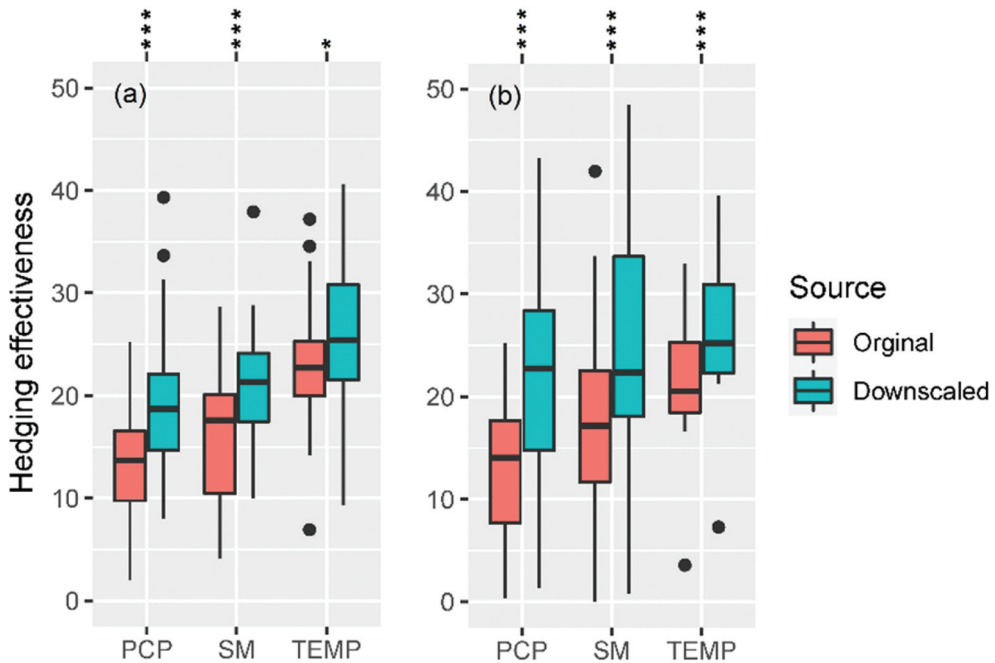 *** *** * *** *** ***
(a) (b)
Hedging effectiveness
50 50
40 40
30 30
20 20
10 10
0 0
PCP SM TEMP PCP SM TEMP
Source
Orginal
Downscaled